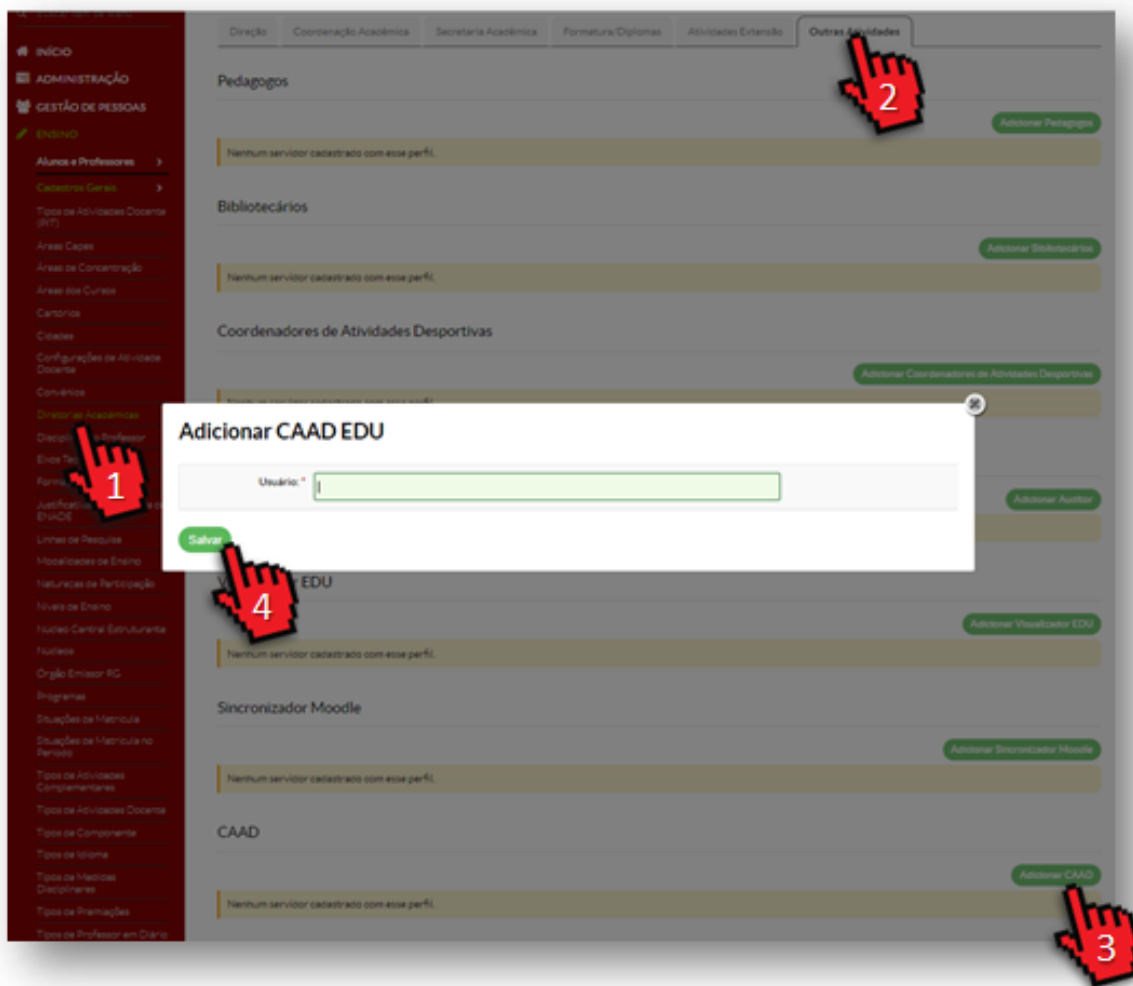 INÍCIO
ADMINISTRAÇÃO
GESTÃO DE PESSOAS
ENSINO
Alunos e Professores
Cadastros Gerais
Tipos de Atividades Docente
(PIT)
Áreas Capes
Áreas de Concentração
Áreas dos Cursos
Cartórios
Cidades
Configurações de Atividade
Docente
Convênios
Diretorias Acadêmicas
Professor
1
ENADE
Linhas de Pesquisa
Modalidades de Ensino
Naturezas de Participação
Níveis de Ensino
Núcleo Central Estruturante
Núcleos
Órgão Emissor RG
Programas
Situações de Matrícula
Situações de Matrícula no
Período
Tipos de Atividades
Complementares
Tipos de Atividades Docente
Tipos de Componente
Tipos de Idioma
Tipos de Medidas
Disciplinares
Tipos de Premiações
Tipos de Professor em Diário
Direção Coordenação Acadêmica Secretaria Acadêmica Formatura/Diplomas Atividades Extensão Outras Atividades
2
Pedagogos
Adicionar Pedagogos
Nenhum servidor cadastrado com esse perfil.
Bibliotecários
Adicionar Bibliotecários
Nenhum servidor cadastrado com esse perfil.
Coordenadores de Atividades Desportivas
Adicionar Coordenadores de Atividades Desportivas
Adicionar CAAD EDU
Usuário: *
Salvar
4
Adicionar Auditor
EDU
Adicionar Visualizador EDU
Nenhum servidor cadastrado com esse perfil.
Sincronizador Moodle
Adicionar Sincronizador Moodle
Nenhum servidor cadastrado com esse perfil.
CAAD
Adicionar CAAD
Nenhum servidor cadastrado com esse perfil.
3